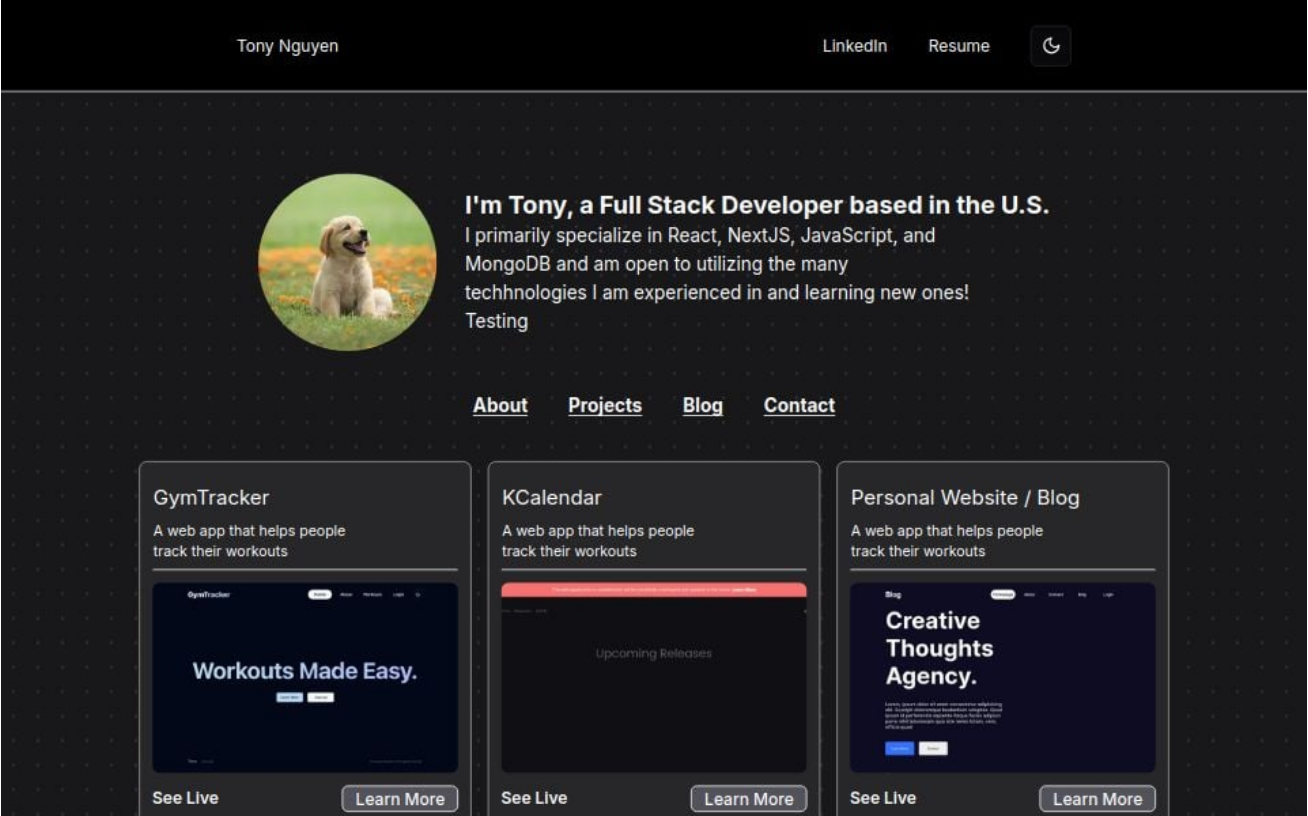 Tony Nguyen
LinkedIn
Resume
I'm Tony, a Full Stack Developer based in the U.S.
I primarily specialize in React, NextJS, JavaScript, and
MongoDB and am open to utilizing the many
techhnologies I am experienced in and learning new ones!
Testing
About
Projects
Blog
Contact
GymTracker
A web app that helps people
track their workouts
GymTracker
Workouts Made Easy.
See Live
Learn More
KCalendar
A web app that helps people
track their workouts
Upcoming Releases
See Live
Learn More
Personal Website / Blog
A web app that helps people
track their workouts
Blog
Creative
Thoughts
Agency.
See Live
Learn More